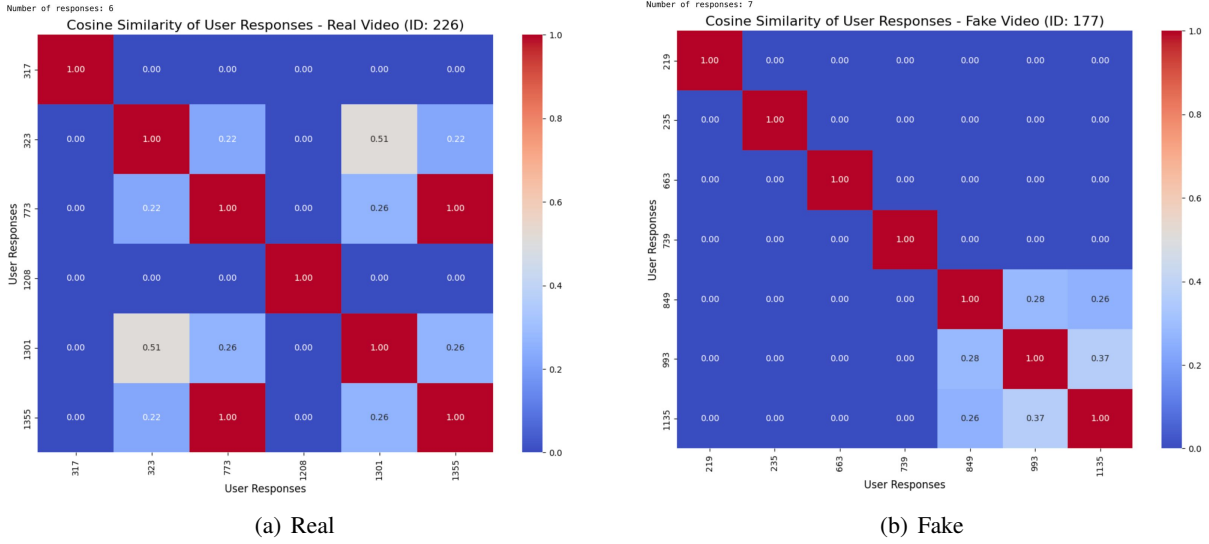 Number of responses: 6
Cosine Similarity of User Responses - Real Video (ID: 226)
User Responses
317 1.00 0.00 0.00 0.00 0.00 0.00
323 0.00 1.00 0.22 0.00 0.51 0.22
773 0.00 0.22 1.00 0.00 0.26 1.00
1208 0.00 0.00 0.00 1.00 0.00 0.00
1301 0.00 0.51 0.26 0.00 1.00 0.26
1355 0.00 0.22 1.00 0.00 0.26 1.00
317 323 773 1208 1301 1355
User Responses
1.0
0.8
0.6
0.4
0.2
0.0
(a) Real
Number of responses: 7
Cosine Similarity of User Responses - Fake Video (ID: 177)
User Responses
219 1.00 0.00 0.00 0.00 0.00 0.00 0.00
235 0.00 1.00 0.00 0.00 0.00 0.00 0.00
663 0.00 0.00 1.00 0.00 0.00 0.00 0.00
739 0.00 0.00 0.00 1.00 0.00 0.00 0.00
849 0.00 0.00 0.00 0.00 1.00 0.28 0.26
993 0.00 0.00 0.00 0.00 0.28 1.00 0.37
1135 0.00 0.00 0.00 0.00 0.26 0.37 1.00
219 235 663 739 849 993 1135
User Responses
1.0
0.8
0.6
0.4
0.2
0.0
(b) Fake